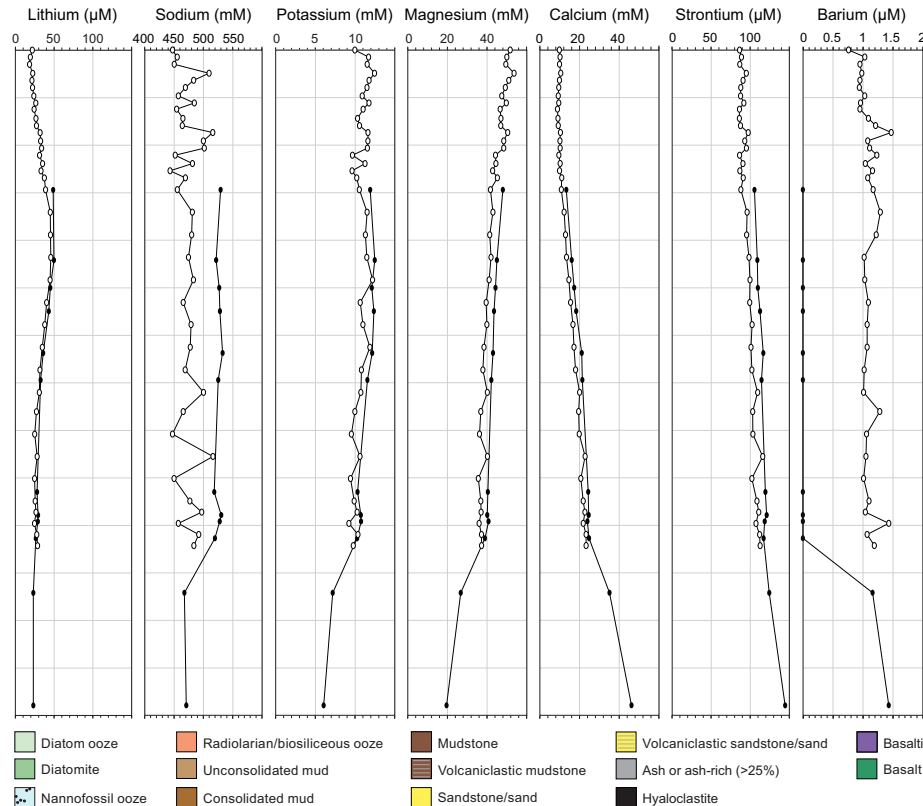 Lithium (µM) Sodium (mM) Potassium (mM) Magnesium (mM) Calcium (mM) Strontium (µM) Barium (µM)
0 50 100 400 450 500 550 0 5 10 15 0 20 40 0 20 40 0 50 100 0 0.5 1 1.5 2
Diatom ooze Radiolarian/biosiliceous ooze Mudstone Volcaniclastic sandstone/sand Basalti
Diatomite Unconsolidated mud Volcaniclastic mudstone Ash or ash-rich (>25%) Basalt
Nannofossil ooze Consolidated mud Sandstone/sand Hyaloclastite